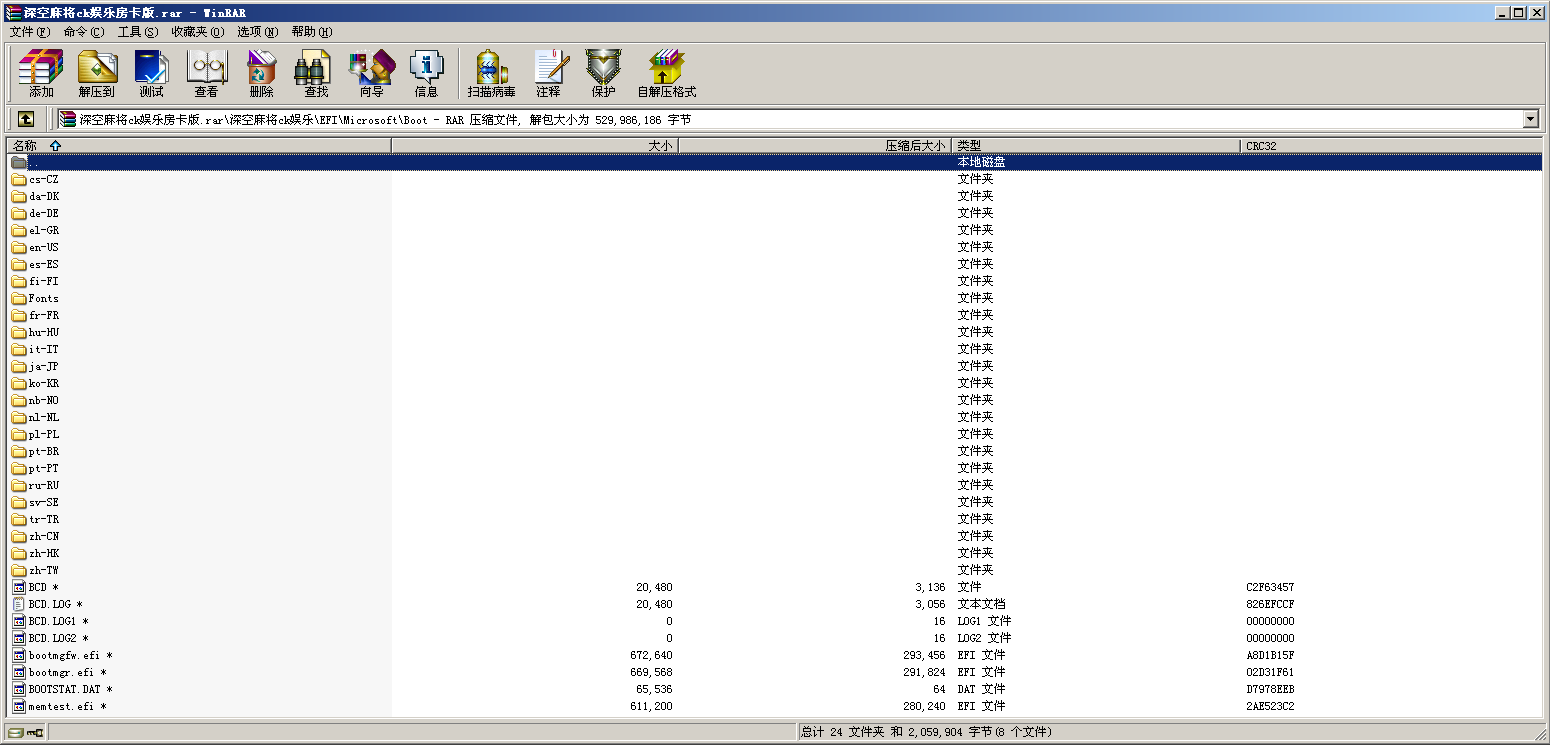 深空麻将ck娱乐房卡版.rar - WinRAR
文件(F) 命令(C) 工具(S) 收藏夹(O) 选项(N) 帮助(H)
添加 解压到 测试 查看 删除 查找 向导 信息 扫描病毒 注释 保护 自解压格式
深空麻将ck娱乐房卡版.rar\深空麻将ck娱乐\EFI\Microsoft\Boot - RAR 压缩文件, 解包大小为 529,986,186 字节
名称 大小 压缩后大小 类型 CRC32
.. 本地磁盘
cs-CZ 文件夹
da-DK 文件夹
de-DE 文件夹
el-GR 文件夹
en-US 文件夹
es-ES 文件夹
fi-FI 文件夹
Fonts 文件夹
fr-FR 文件夹
hu-HU 文件夹
it-IT 文件夹
ja-JP 文件夹
ko-KR 文件夹
nb-NO 文件夹
nl-NL 文件夹
pl-PL 文件夹
pt-BR 文件夹
pt-PT 文件夹
ru-RU 文件夹
sv-SE 文件夹
tr-TR 文件夹
zh-CN 文件夹
zh-HK 文件夹
zh-TW 文件夹
BCD * 20,480 3,136 文件 C2F63457
BCD.LOG * 20,480 3,056 文本文档 826EFCCF
BCD.LOG1 * 0 16 LOG1 文件 00000000
BCD.LOG2 * 0 16 LOG2 文件 00000000
bootmgfw.efi * 672,640 293,456 EFI 文件 A8D1B15F
bootmgr.efi * 669,568 291,824 EFI 文件 02D31F61
BOOTSTAT.DAT * 65,536 64 DAT 文件 D7978EEB
memtest.efi * 611,200 280,240 EFI 文件 2AE523C2
总计 24 文件夹 和 2,059,904 字节(8 个文件)